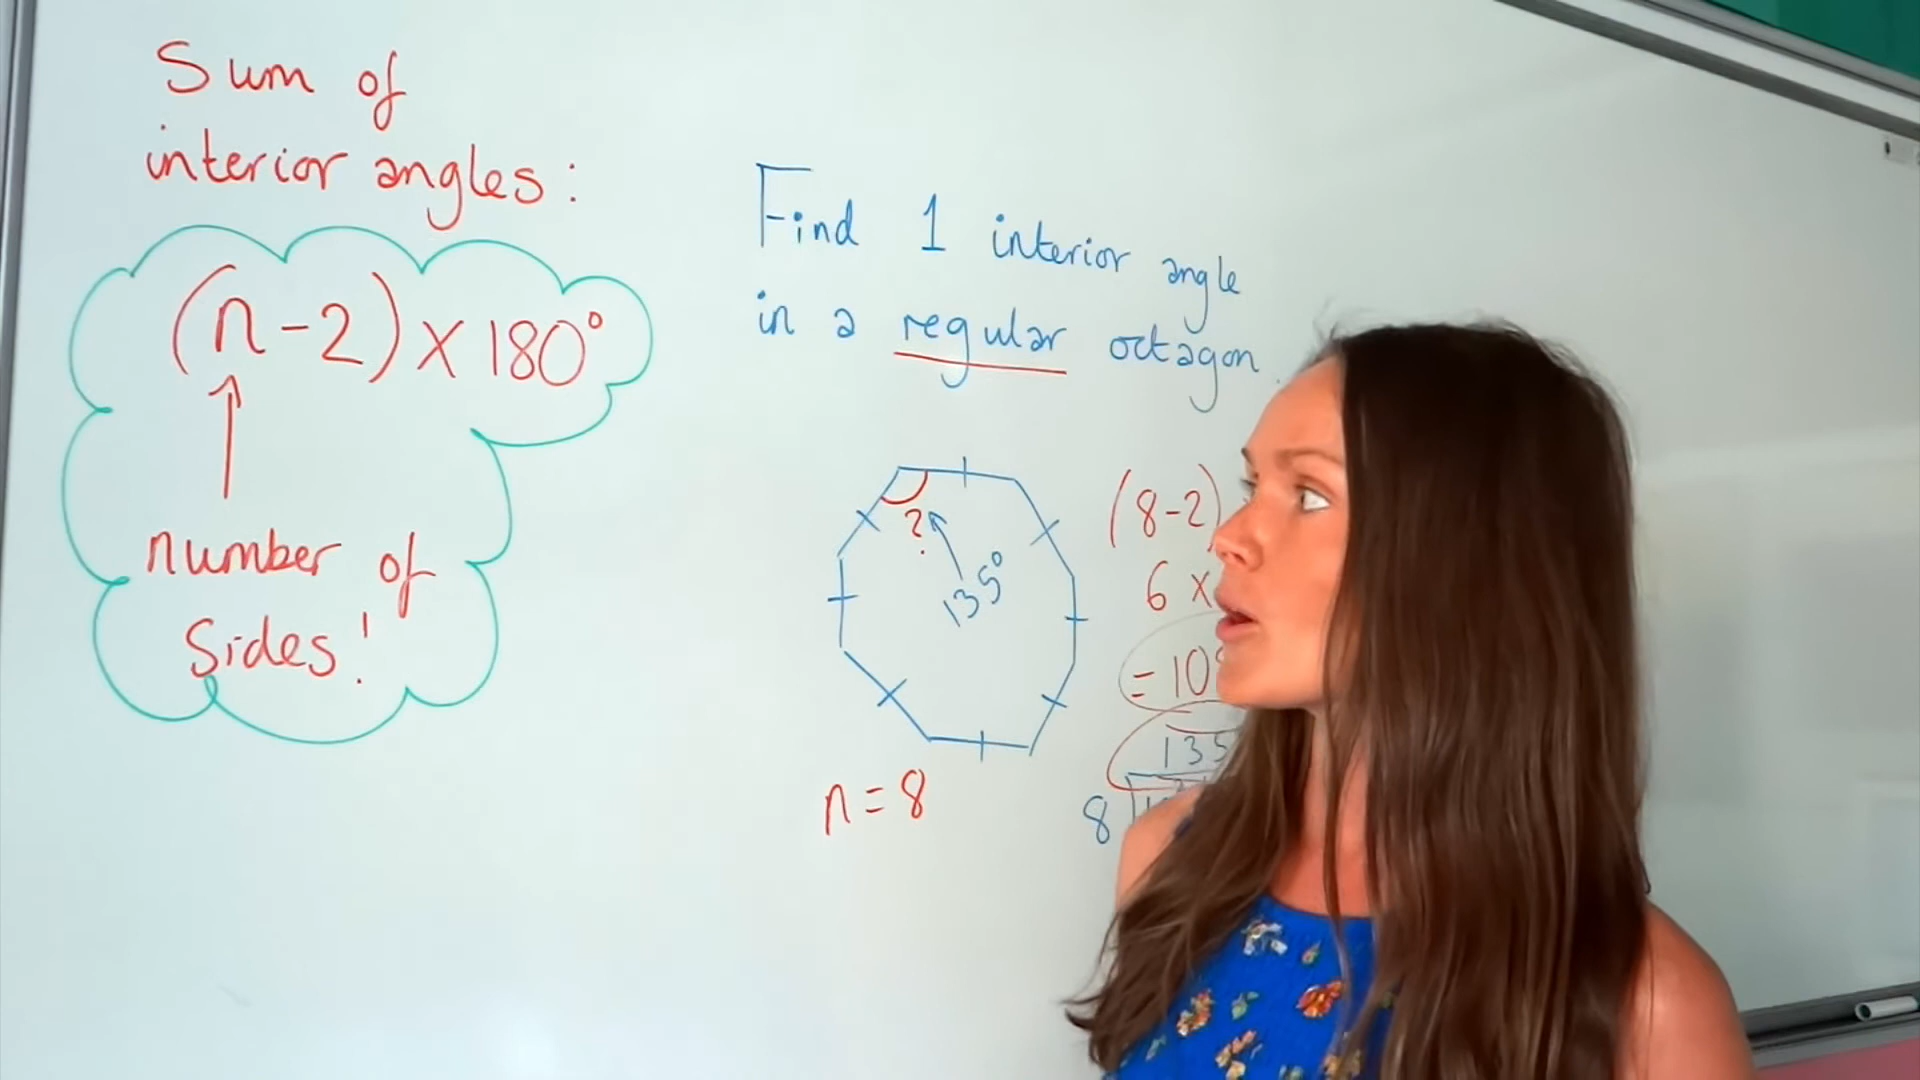 Sum of
interior angles:
(n-2) x 180°
number of
Sides!
Find 1 interior angle
in a regular octagon.
?
135°
n = 8
(8-2)
6 x
= 10
135
8